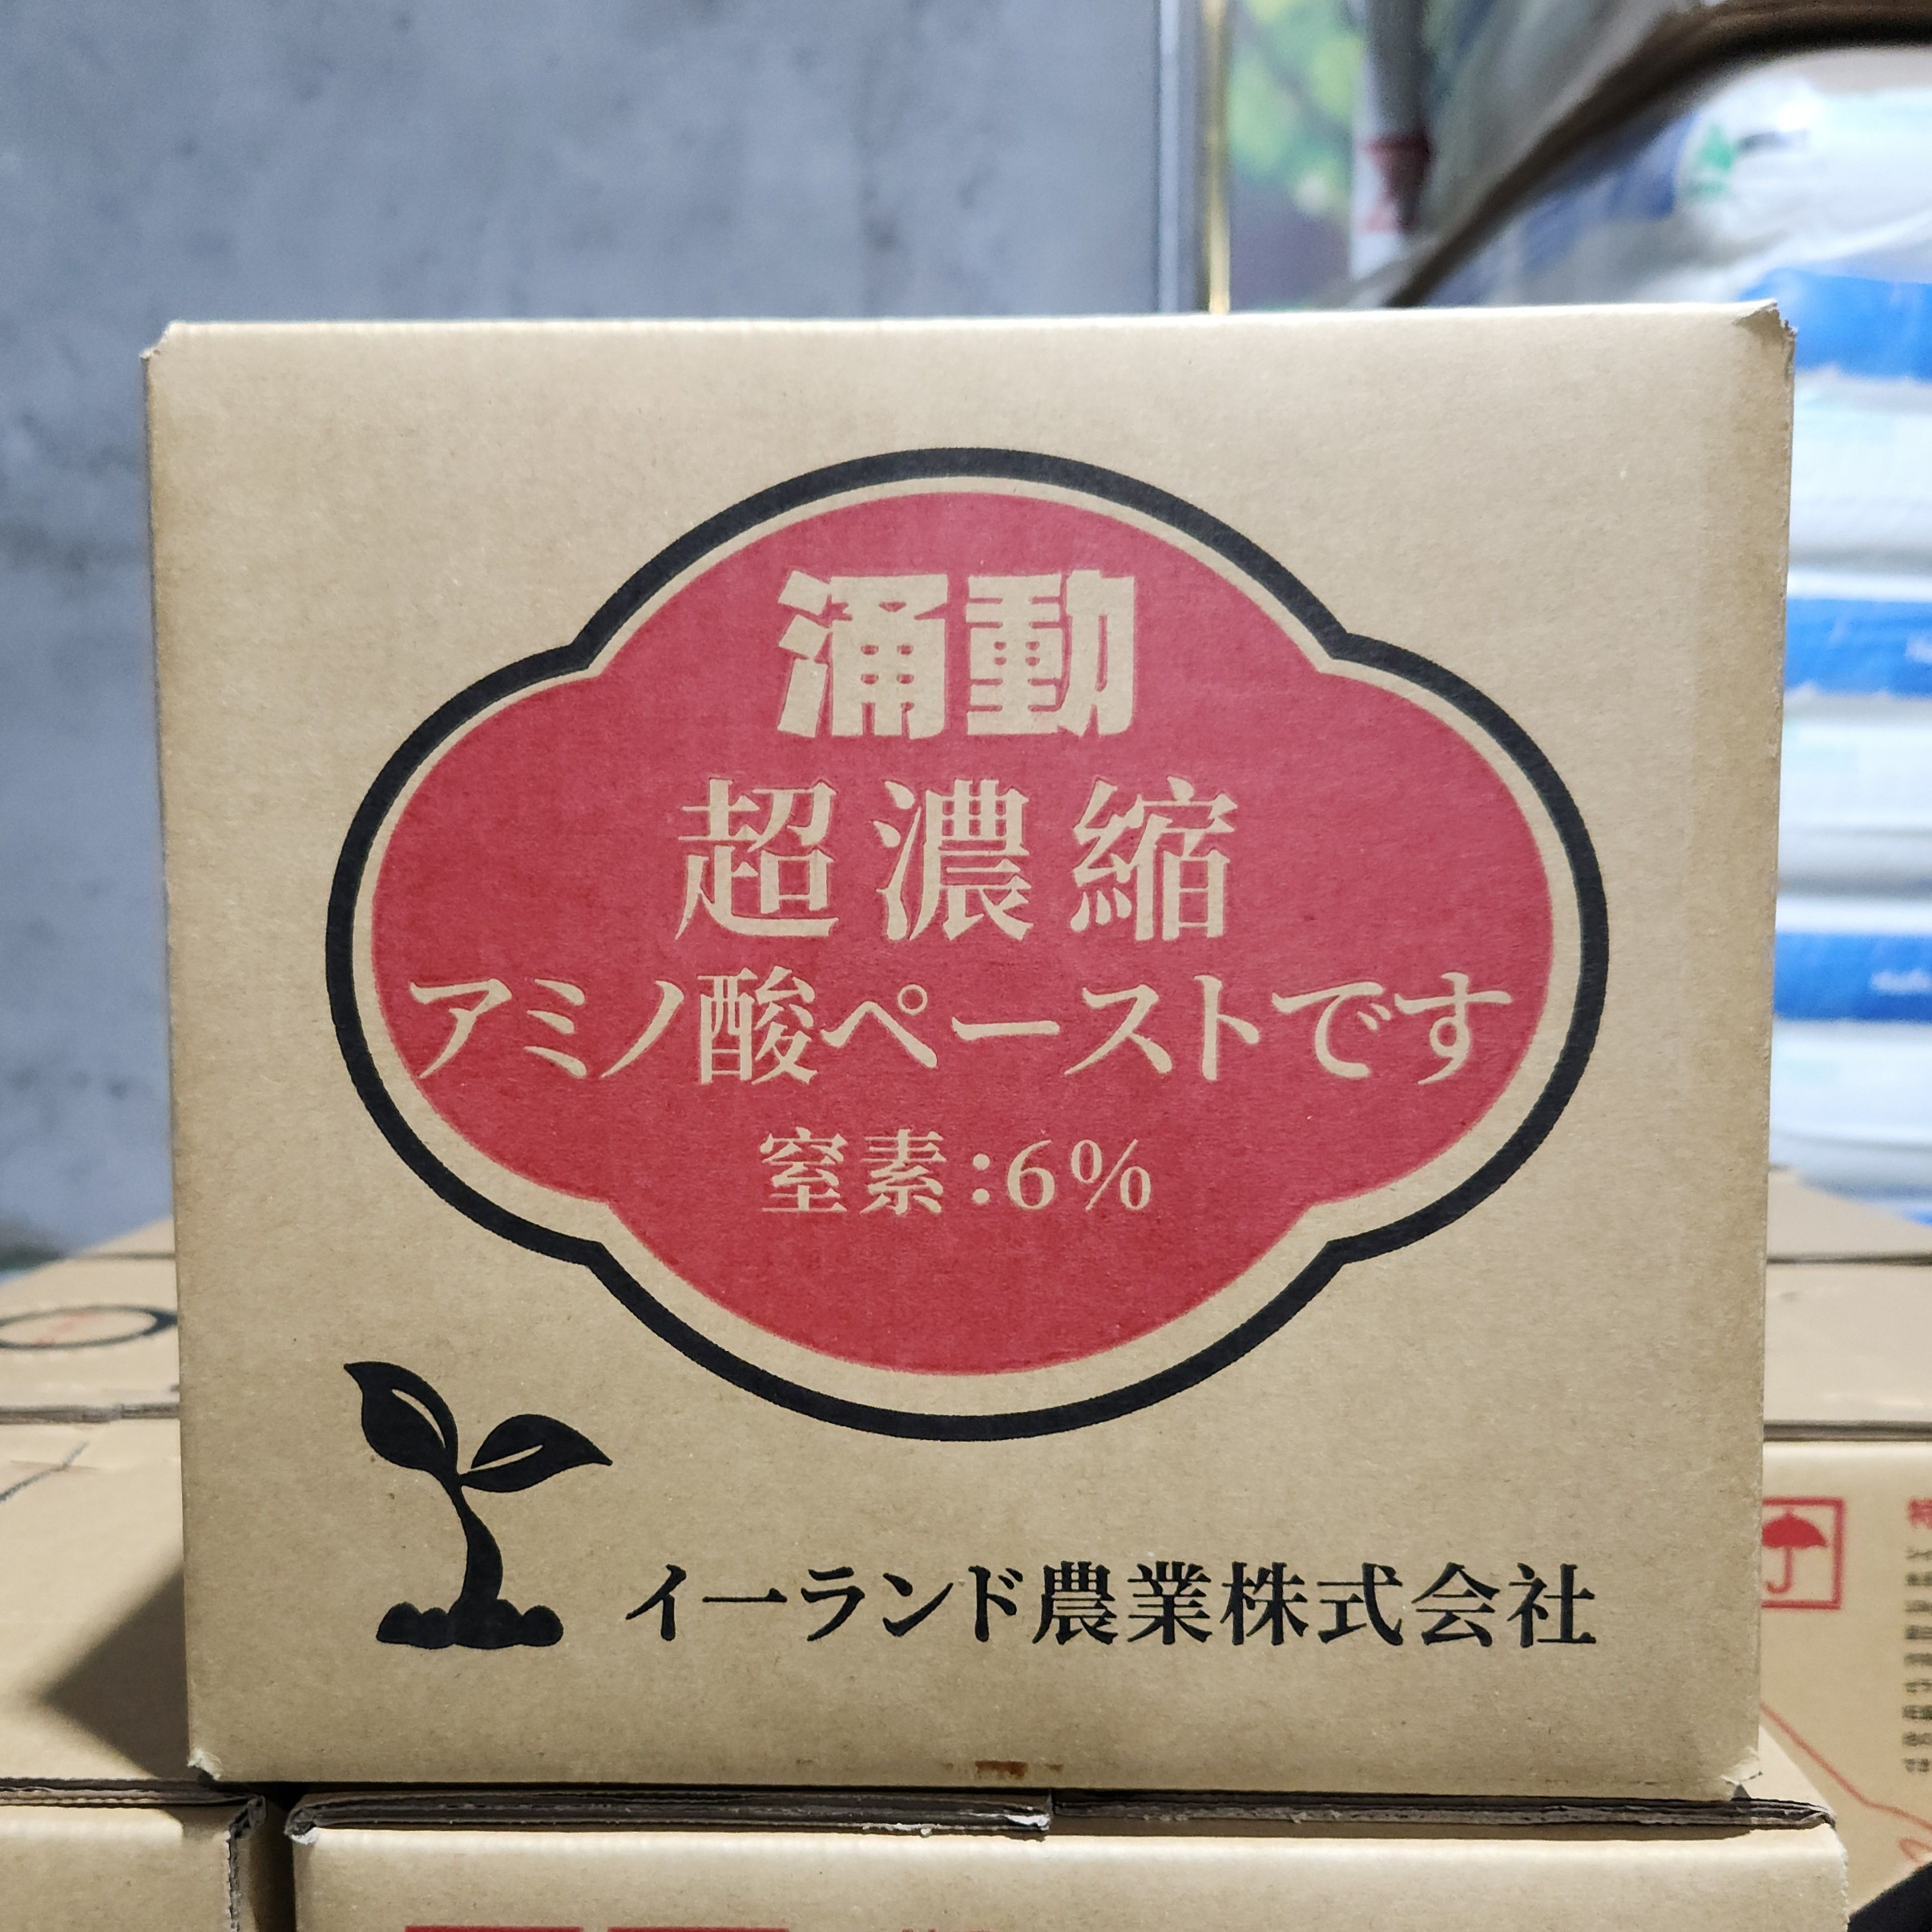 涌動
超濃縮
アミノ酸ペーストです
窒素:6%
イーランド農業株式会社